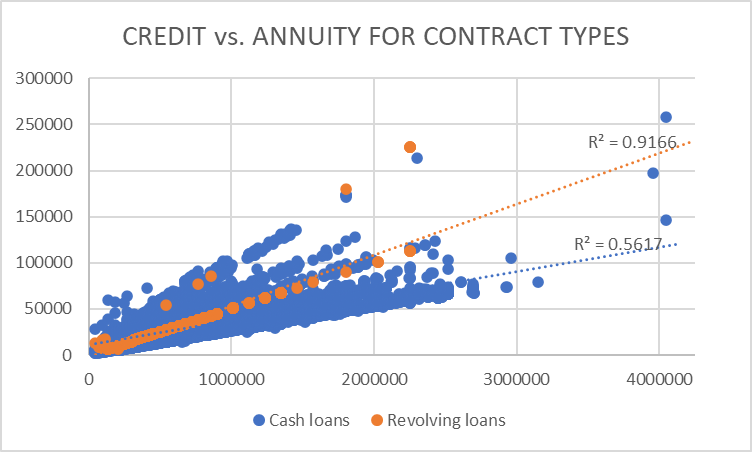 CREDIT vs. ANNUITY FOR CONTRACT TYPES
300000
250000
200000
150000
100000
50000
0
R² = 0.9166
R² = 0.5617
0 1000000 2000000 3000000 4000000
Cash loans Revolving loans